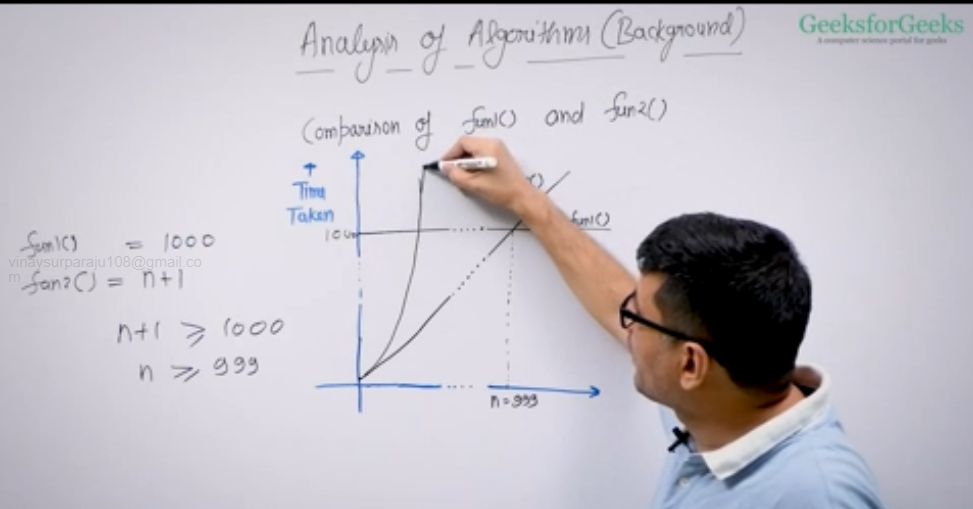 GeeksforGeeks
A computer science portal for geeks
Analysis of Algorithms (Background)
Comparison of fun1() and fun2()
Time
Taken
fun1()
fun1() = 1000
vinaysurparaju108@gmail.co
m
fun2() = n+1
n+1 ≥ 1000
n ≥ 999
n=999